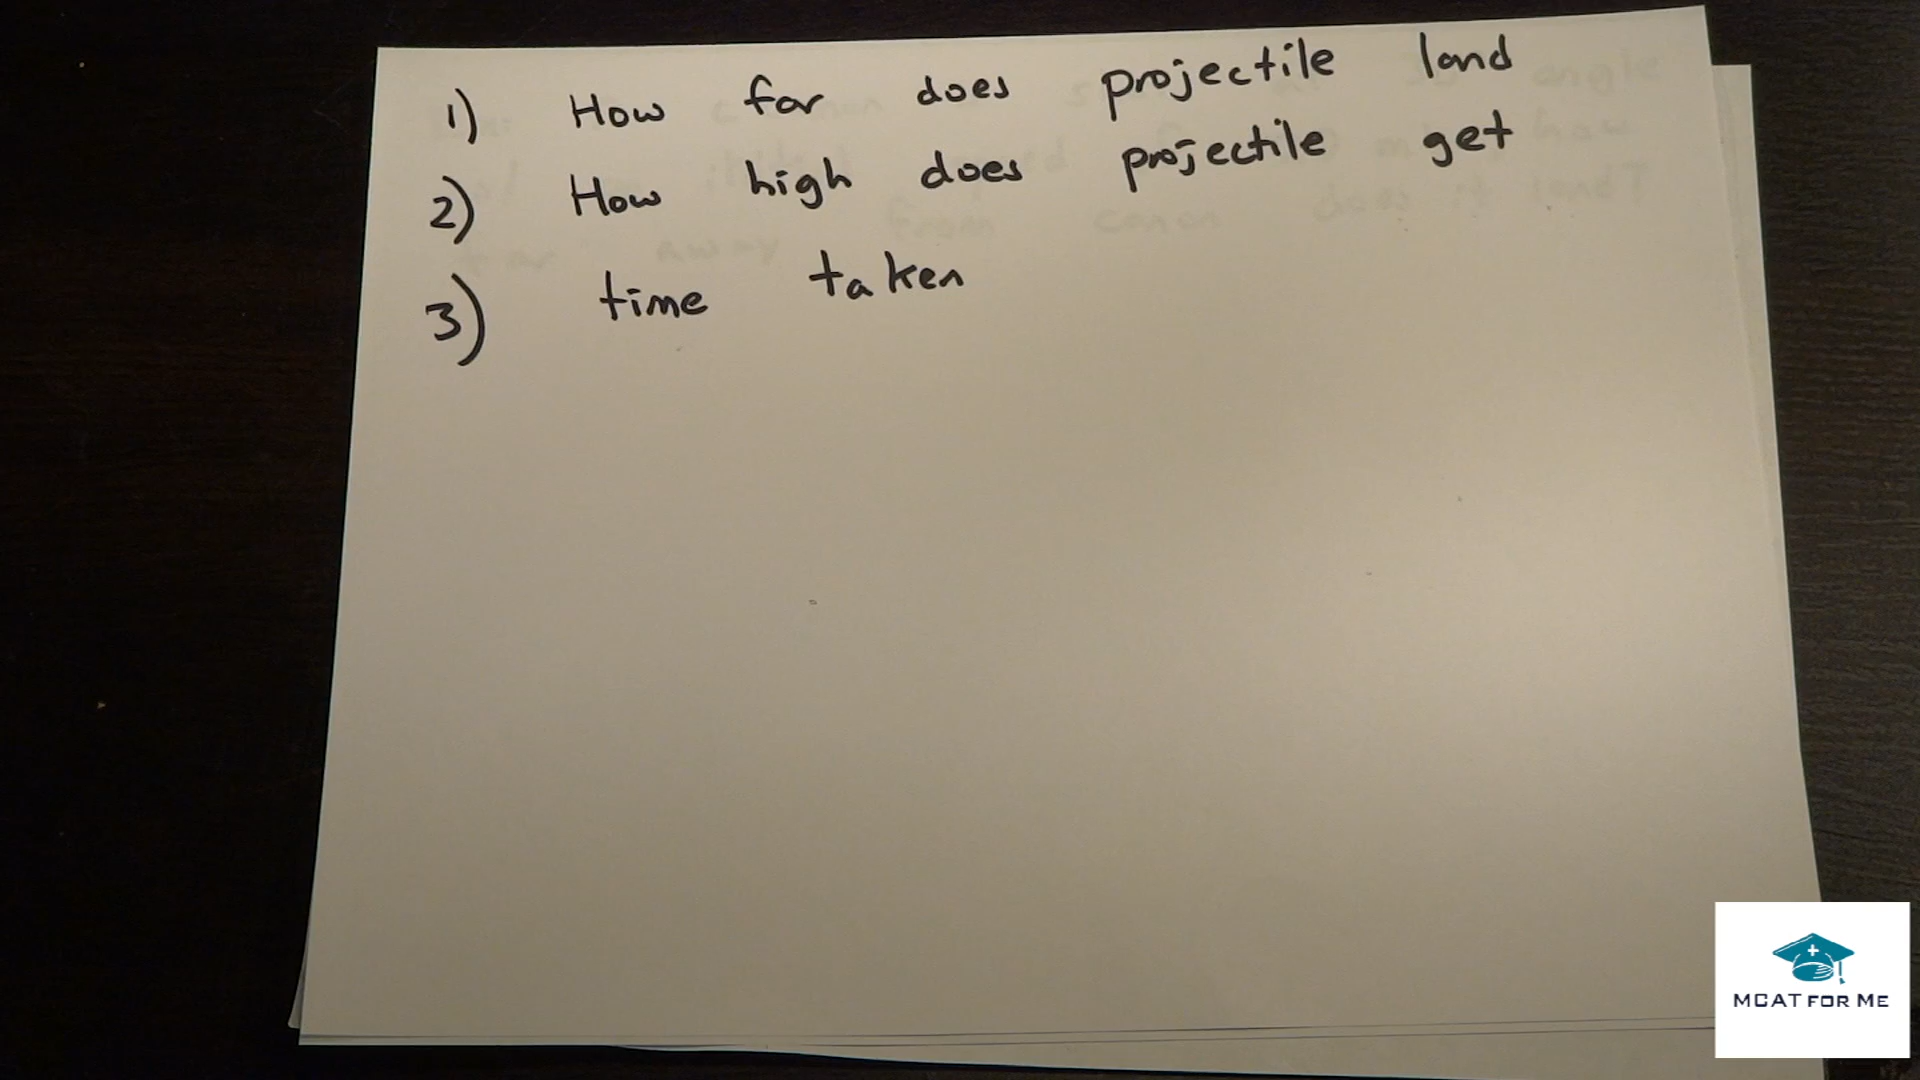 1) How far does projectile land
2) How high does projectile get
3) time taken
MCAT FOR ME